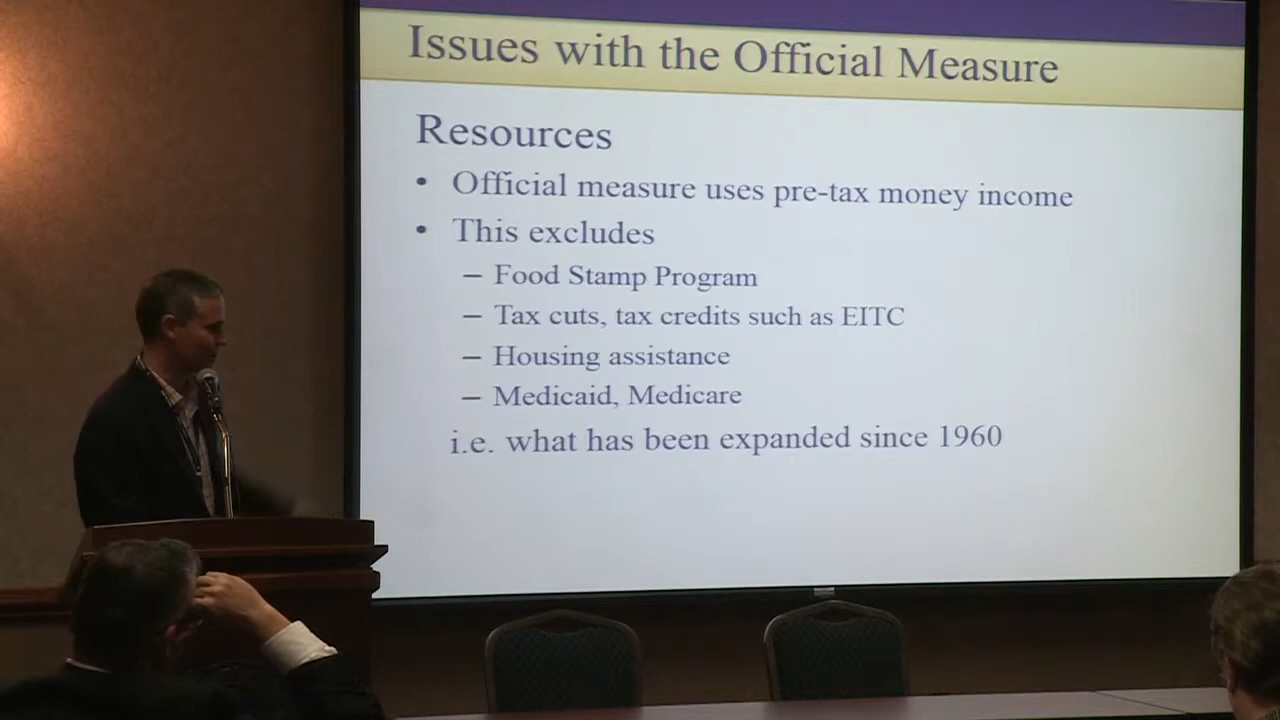 Issues with the Official Measure
Resources
• Official measure uses pre-tax money income
• This excludes
– Food Stamp Program
– Tax cuts, tax credits such as EITC
– Housing assistance
– Medicaid, Medicare
i.e. what has been expanded since 1960